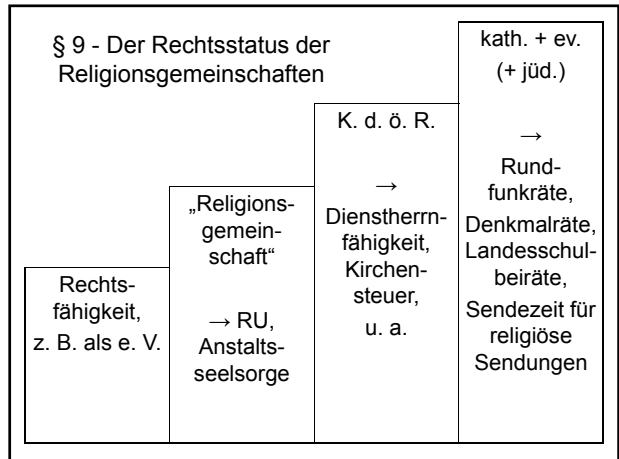 § 9 - Der Rechtsstatus der
Religionsgemeinschaften
Rechts-
fähigkeit,
z. B. als e. V.
„Religions-
gemein-
schaft“
→ RU,
Anstalts-
seelsorge
K. d. ö. R.
→
Dienstherrn-
fähigkeit,
Kirchen-
steuer,
u. a.
kath. + ev.
(+ jüd.)
→
Rund-
funkräte,
Denkmalräte,
Landesschul-
beiräte,
Sendezeit für
religiöse
Sendungen